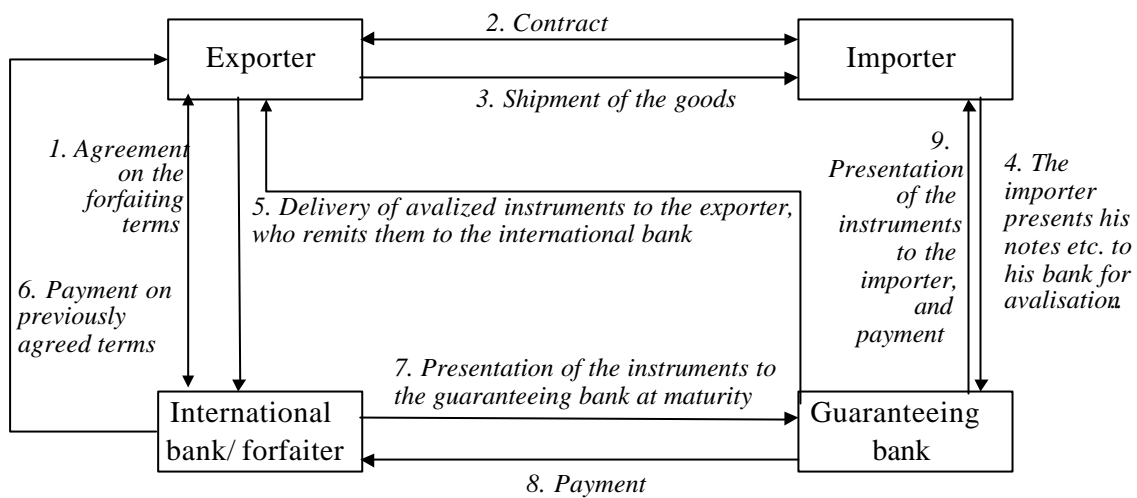 2. Contract
Exporter
Importer
3. Shipment of the goods
1. Agreement
on the
forfaiting
terms
5. Delivery of avalized instruments to the exporter,
who remits them to the international bank
9.
Presentation
of the
instruments
to the
importer,
and
payment
4. The
importer
presents his
notes etc. to
his bank for
avalisation..
6. Payment on
previously
agreed terms
7. Presentation of the instruments to
the guaranteeing bank at maturity
International
bank/ forfaiter
Guaranteeing
bank
8. Payment